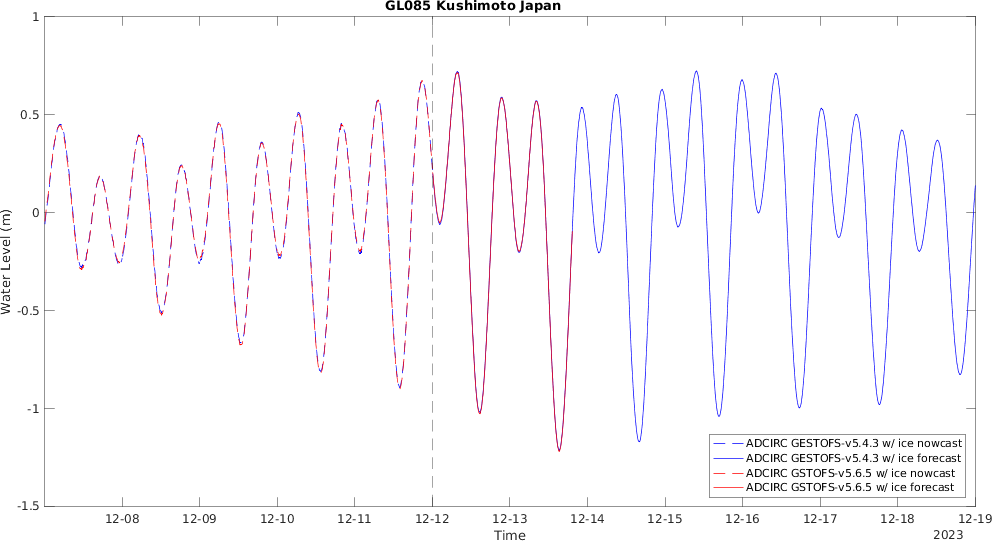 GL085 Kushimoto Japan
1
0.5
0
-0.5
-1
-1.5
Water Level (m)
ADCIRC GESTOFS-v5.4.3 w/ ice nowcast
ADCIRC GESTOFS-v5.4.3 w/ ice forecast
ADCIRC GSTOFS-v5.6.5 w/ ice nowcast
ADCIRC GSTOFS-v5.6.5 w/ ice forecast
12-08 12-09 12-10 12-11 12-12 12-13 12-14 12-15 12-16 12-17 12-18 12-19
Time
2023